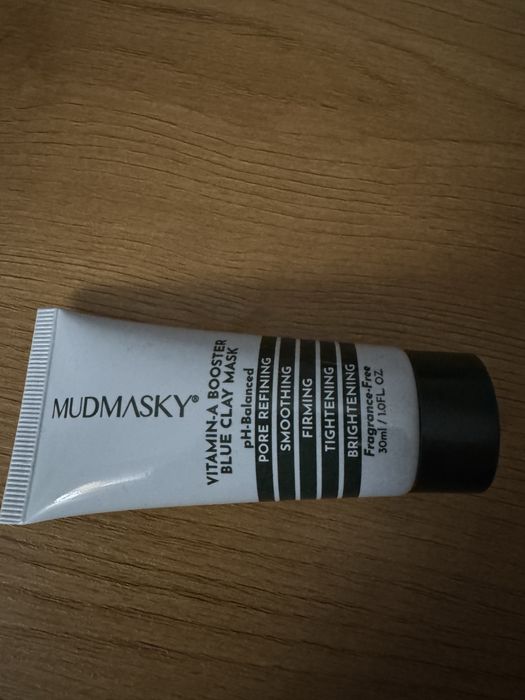 MUDMASKY®
VITAMIN-A BOOSTER
BLUE CLAY MASK
pH-Balanced
PORE REFINING
SMOOTHING
FIRMING
TIGHTENING
BRIGHTENING
Fragrance-Free
30ml / 1.0FL OZ